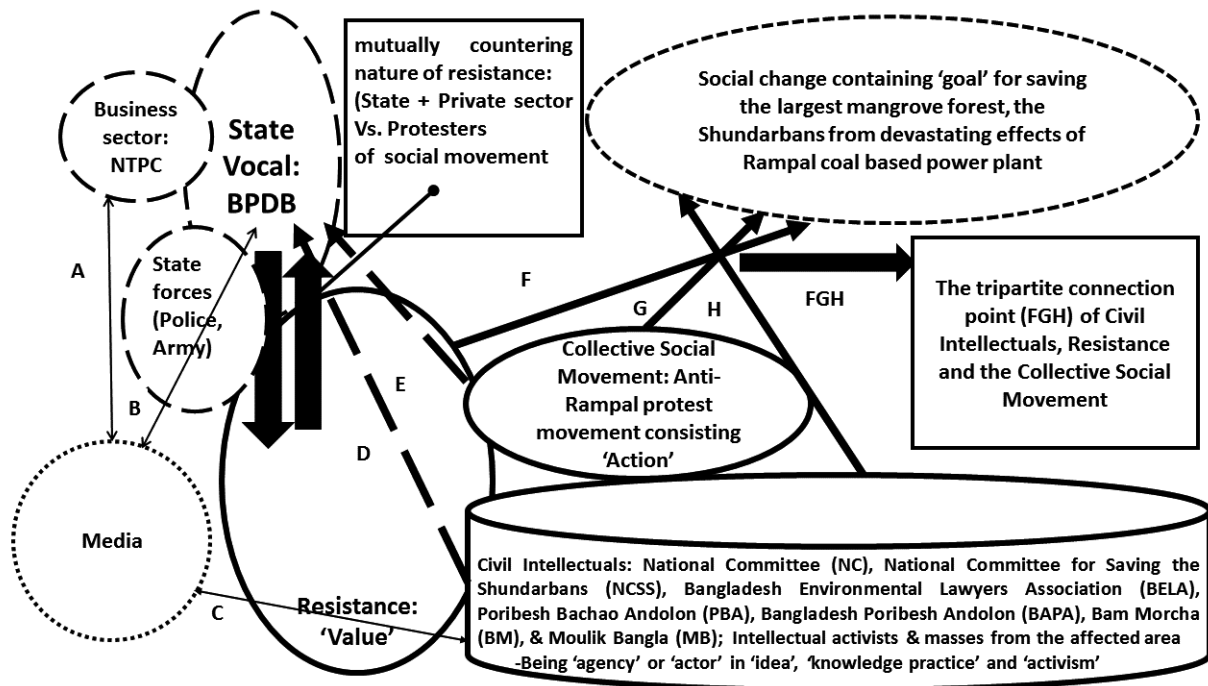 Business
sector:
NTPC
State
Vocal:
BPDB
mutually countering
nature of resistance:
(State + Private sector
Vs. Protesters
of social movement
Social change containing ‘goal’ for saving
the largest mangrove forest, the
Shundarbans from devastating effects of
Rampal coal based power plant
State
forces
(Police,
Army)
A
B
F
G
H
FGH
The tripartite connection
point (FGH) of Civil
Intellectuals, Resistance
and the Collective Social
Movement
Collective Social
Movement: Anti-
Rampal protest
movement consisting
‘Action’
E
D
Media
C
Resistance:
‘Value’
Civil Intellectuals: National Committee (NC), National Committee for Saving the
Shundarbans (NCSS), Bangladesh Environmental Lawyers Association (BELA),
Poribesh Bachao Andolon (PBA), Bangladesh Poribesh Andolon (BAPA), Bam Morcha
(BM), & Moulik Bangla (MB); Intellectual activists & masses from the affected area
-Being ‘agency’ or ‘actor’ in ‘idea’, ‘knowledge practice’ and ‘activism’